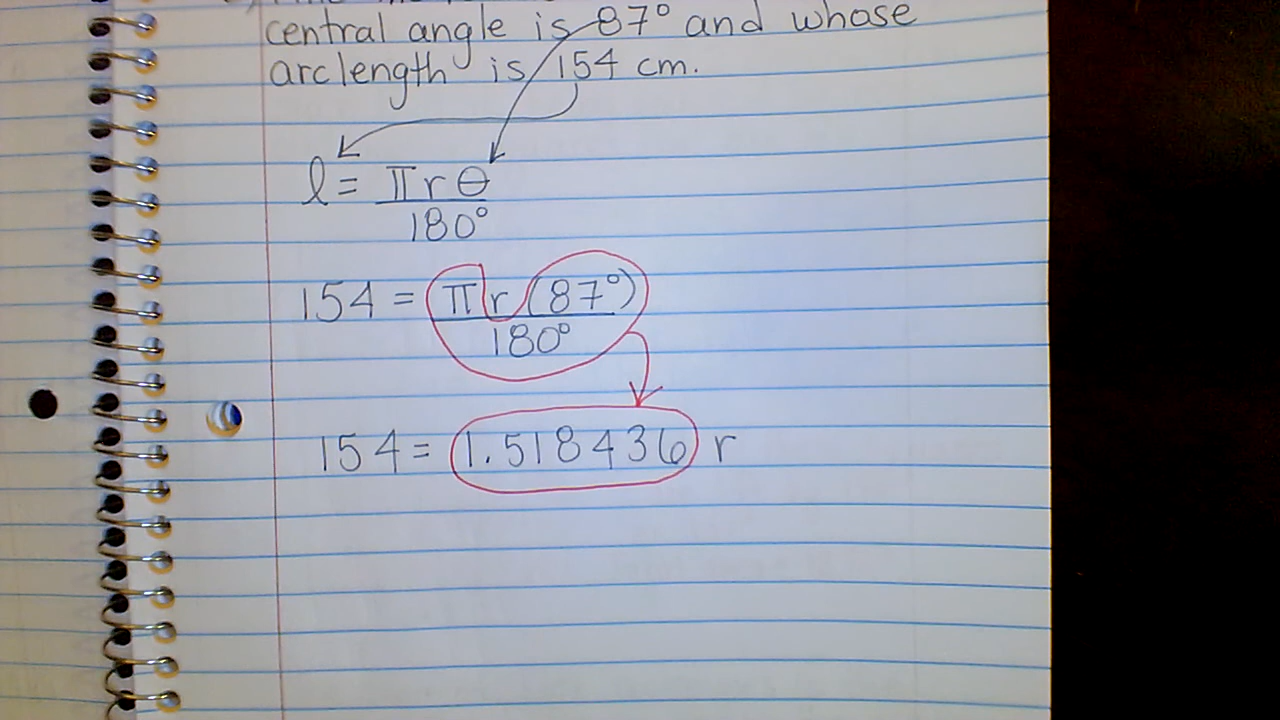 central angle is 87° and whose
arclength is 154 cm.
l = πrθ
180°
154 = πr(87°)
180°
154 = 1.518436 r